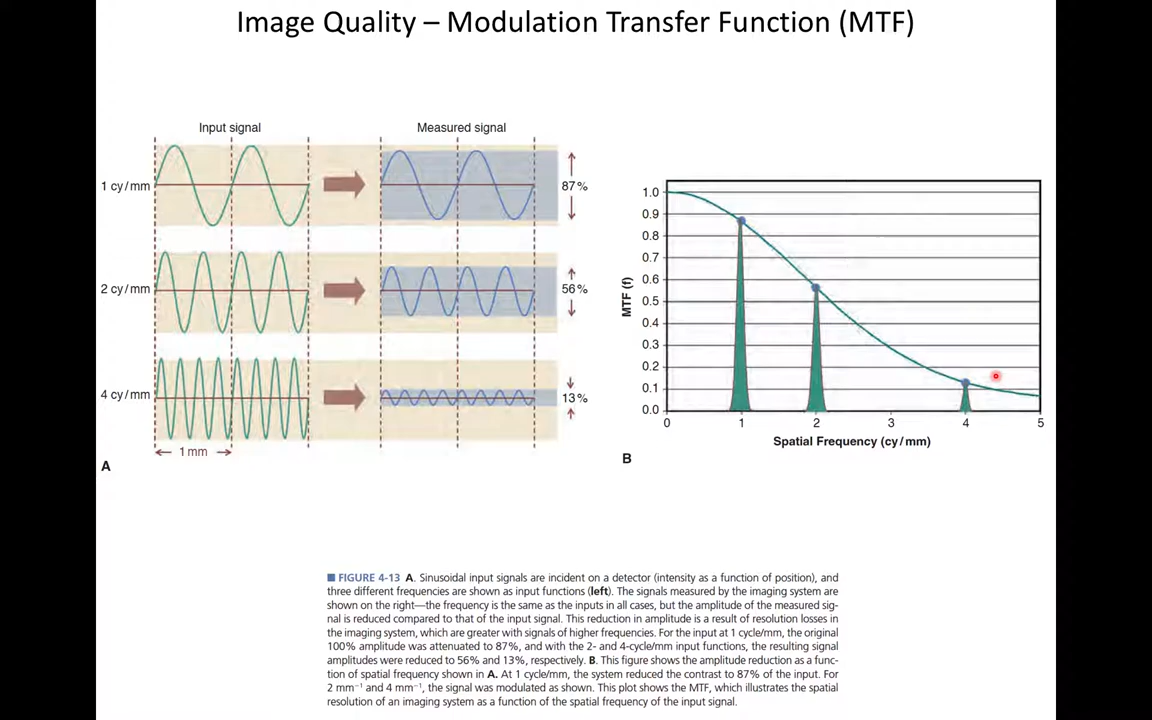 Image Quality – Modulation Transfer Function (MTF)
Input signal
Measured signal
1 cy/mm
87%
2 cy/mm
56%
4 cy/mm
13%
1 mm
A
MTF (f)
1.0
0.9
0.8
0.7
0.6
0.5
0.4
0.3
0.2
0.1
0.0
0
1
2
3
4
5
Spatial Frequency (cy/mm)
B
■ FIGURE 4-13 A. Sinusoidal input signals are incident on a detector (intensity as a function of position), and
three different frequencies are shown as input functions (left). The signals measured by the imaging system are
shown on the right—the frequency is the same as the inputs in all cases, but the amplitude of the measured sig-
nal is reduced compared to that of the input signal. This reduction in amplitude is a result of resolution losses in
the imaging system, which are greater with signals of higher frequencies. For the input at 1 cycle/mm, the original
100% amplitude was attenuated to 87%, and with the 2- and 4-cycle/mm input functions, the resulting signal
amplitudes were reduced to 56% and 13%, respectively. B. This figure shows the amplitude reduction as a func-
tion of spatial frequency shown in A. At 1 cycle/mm, the system reduced the contrast to 87% of the input. For
2 mm⁻¹ and 4 mm⁻¹, the signal was modulated as shown. This plot shows the MTF, which illustrates the spatial
resolution of an imaging system as a function of the spatial frequency of the input signal.